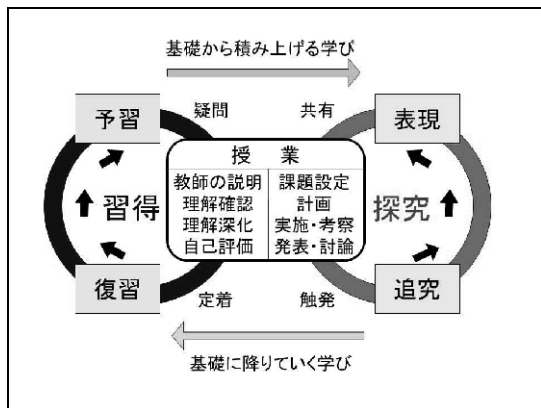 基礎から積み上げる学び
予習
疑問
共有
表現
授 業
教師の説明
理解確認
理解深化
自己評価
課題設定
計画
実施・考察
発表・討論
習得
探究
復習
定着
触発
追究
基礎に降りていく学び